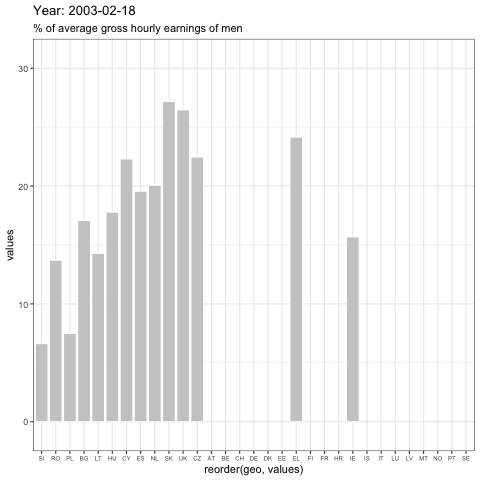 Year: 2003-02-18
% of average gross hourly earnings of men
values
30
20
10
0
SI RO PL BG LT HU CY ES NL SK UK CZ AT BE CH DE DK EE EL FI FR HR IE IS IT LU LV MT NO PT SE
reorder(geo, values)